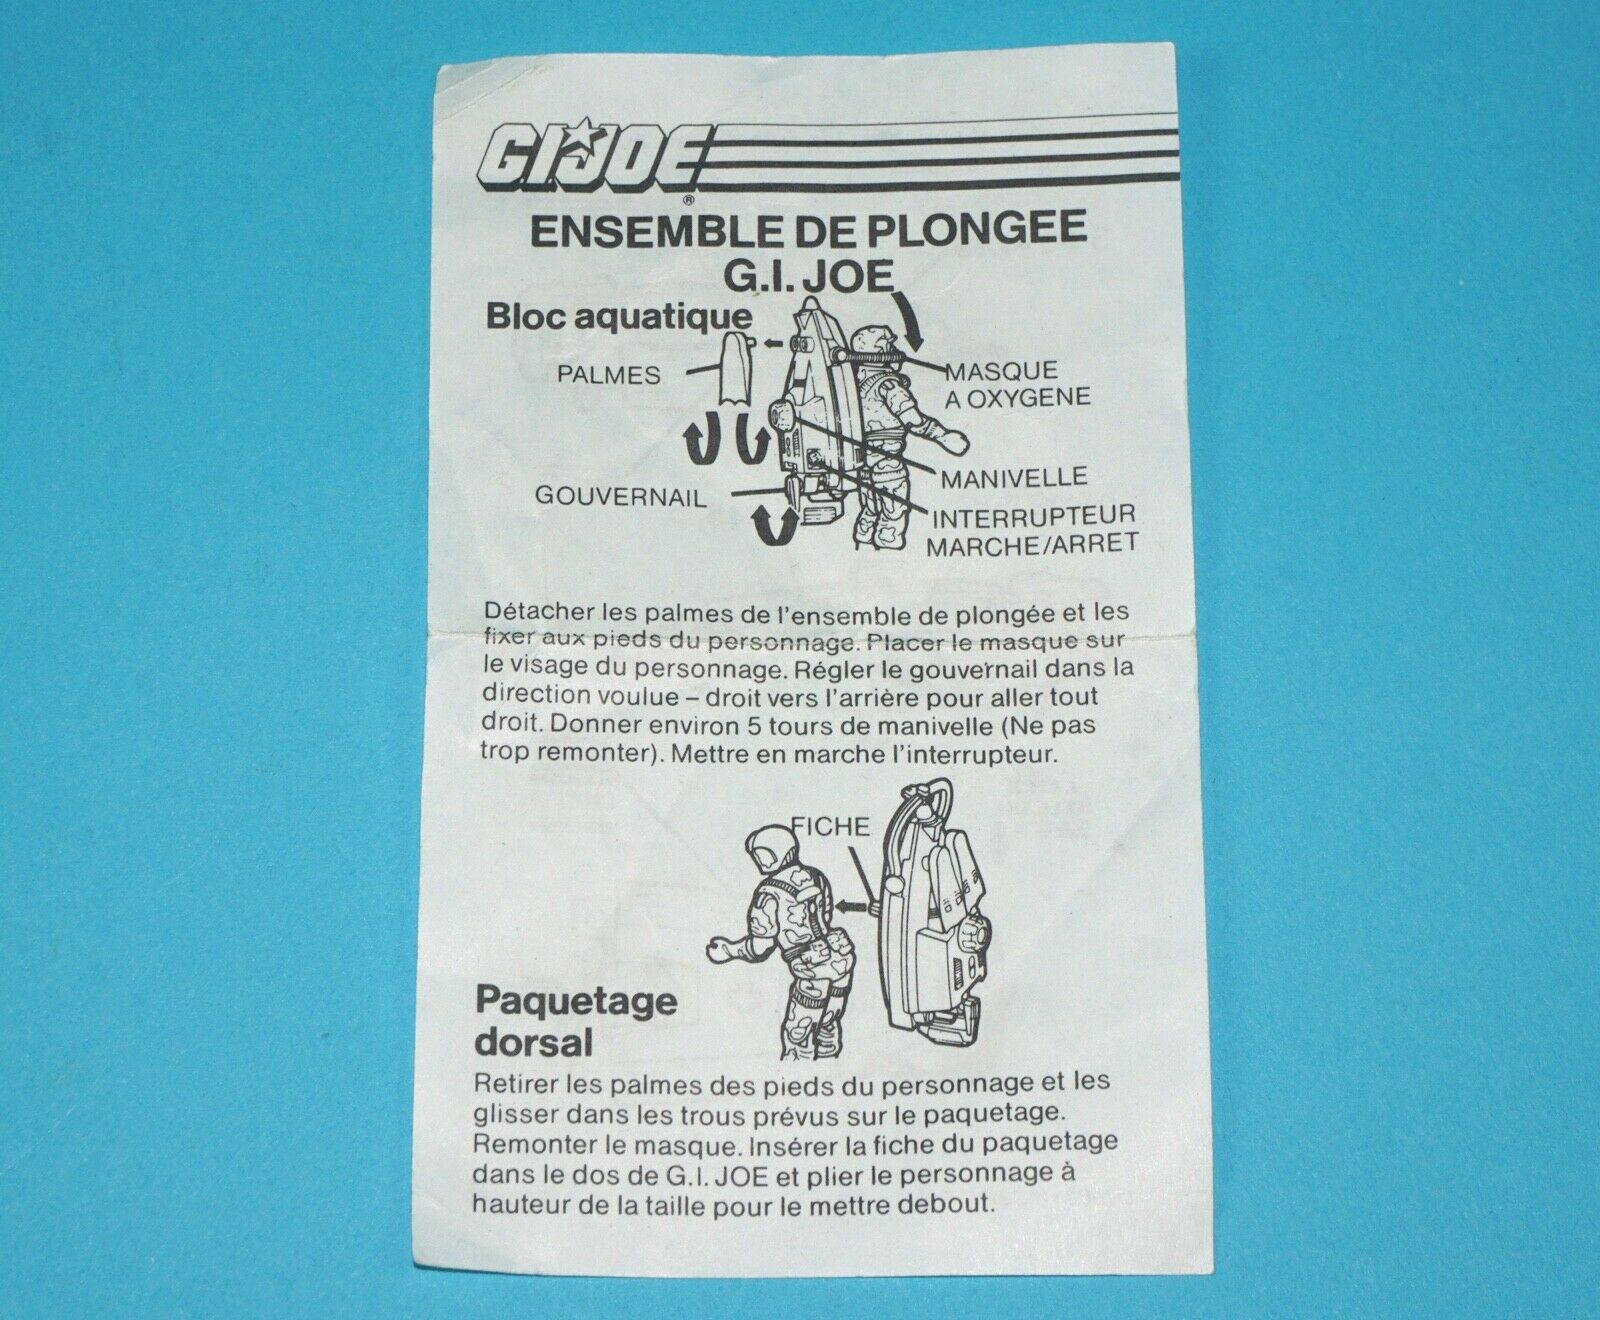 G.I. JOE
®
ENSEMBLE DE PLONGEE
G.I. JOE
Bloc aquatique
PALMES
MASQUE
A OXYGENE
MANIVELLE
GOUVERNAIL
INTERRUPTEUR
MARCHE/ARRET
Détacher les palmes de l'ensemble de plongée et les
fixer aux pieds du personnage. Placer le masque sur
le visage du personnage. Régler le gouvernail dans la
direction voulue – droit vers l'arrière pour aller tout
droit. Donner environ 5 tours de manivelle (Ne pas
trop remonter). Mettre en marche l'interrupteur.
FICHE
Paquetage
dorsal
Retirer les palmes des pieds du personnage et les
glisser dans les trous prévus sur le paquetage.
Remonter le masque. Insérer la fiche du paquetage
dans le dos de G.I. JOE et plier le personnage à
hauteur de la taille pour le mettre debout.